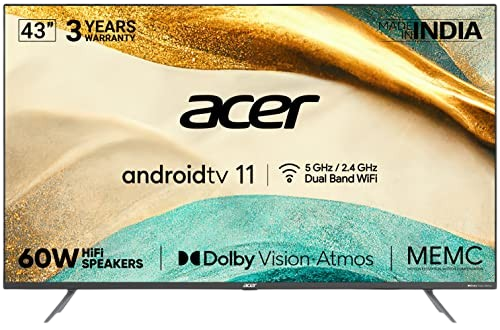 43"
3 YEARS
WARRANTY
MADE IN
INDIA
acer
androidtv 11
5 GHz / 2.4 GHz
Dual Band WiFi
60W HiFi
SPEAKERS
Dolby Vision·Atmos
MEMC
acer